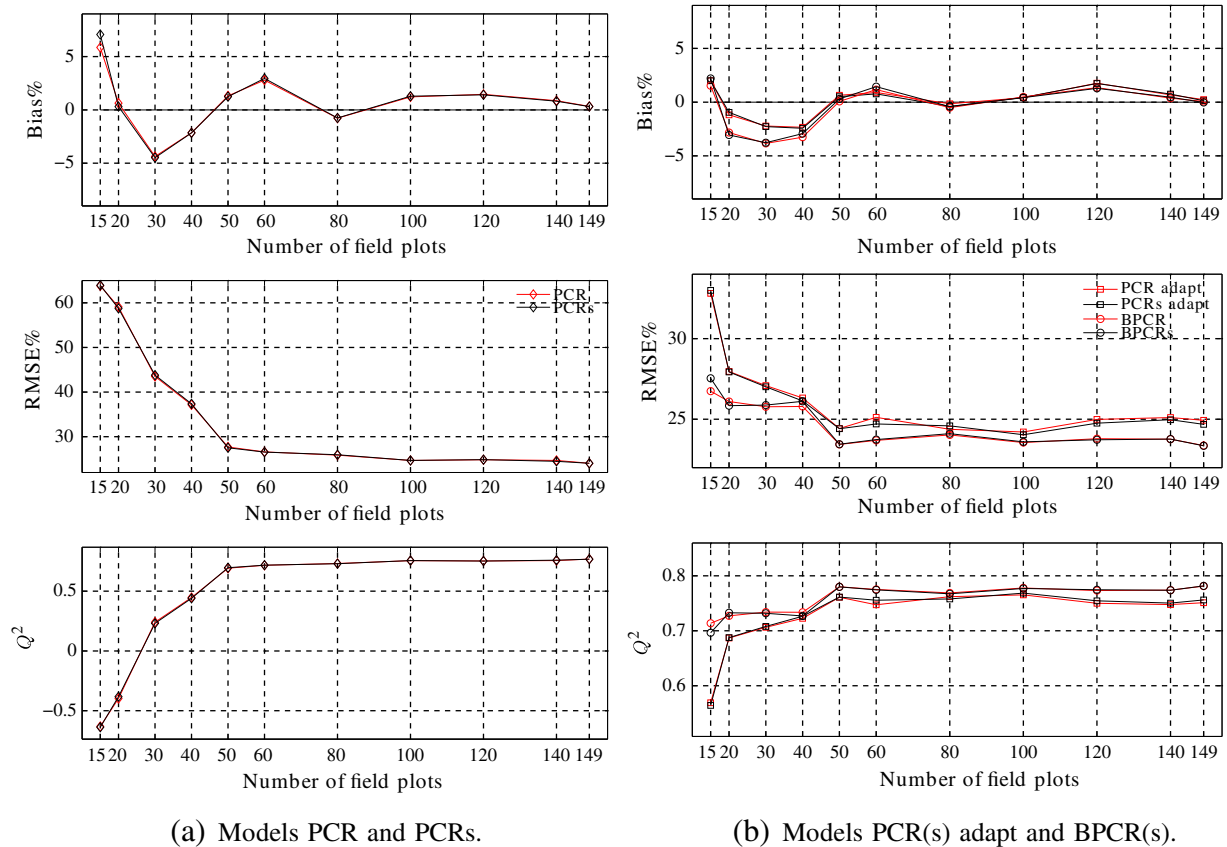 5
0
−5
Bias%
15 20 30 40 50 60 80 100 120 140 149
Number of field plots
60
50
40
30
RMSE%
PCR
PCRs
15 20 30 40 50 60 80 100 120 140 149
Number of field plots
0.5
0
−0.5
Q²
15 20 30 40 50 60 80 100 120 140 149
Number of field plots
(a) Models PCR and PCRs.
5
0
−5
Bias%
15 20 30 40 50 60 80 100 120 140 149
Number of field plots
30
25
RMSE%
PCR adapt
PCRs adapt
BPCR
BPCRs
15 20 30 40 50 60 80 100 120 140 149
Number of field plots
0.8
0.7
0.6
Q²
15 20 30 40 50 60 80 100 120 140 149
Number of field plots
(b) Models PCR(s) adapt and BPCR(s).